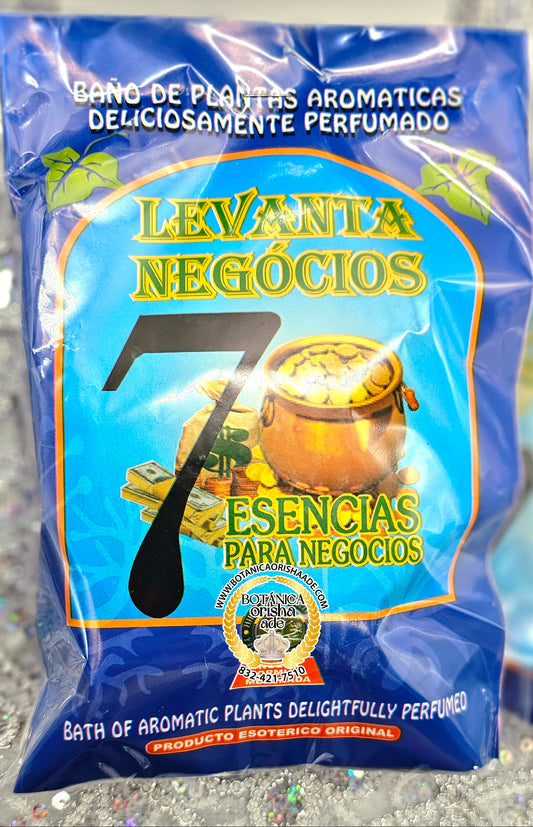 BAÑO DE PLANTAS AROMATICAS
DELICIOSAMENTE PERFUMADO
LEVANTA
NEGÓCIOS
7
ESENCIAS
PARA NEGOCIOS
WWW.BOTANICAORISHAADE.COM
BOTÁNICA
orisha
ade
832-421-7510
BATH OF AROMATIC PLANTS DELIGHTFULLY PERFUMED
PRODUCTO ESOTERICO ORIGINAL